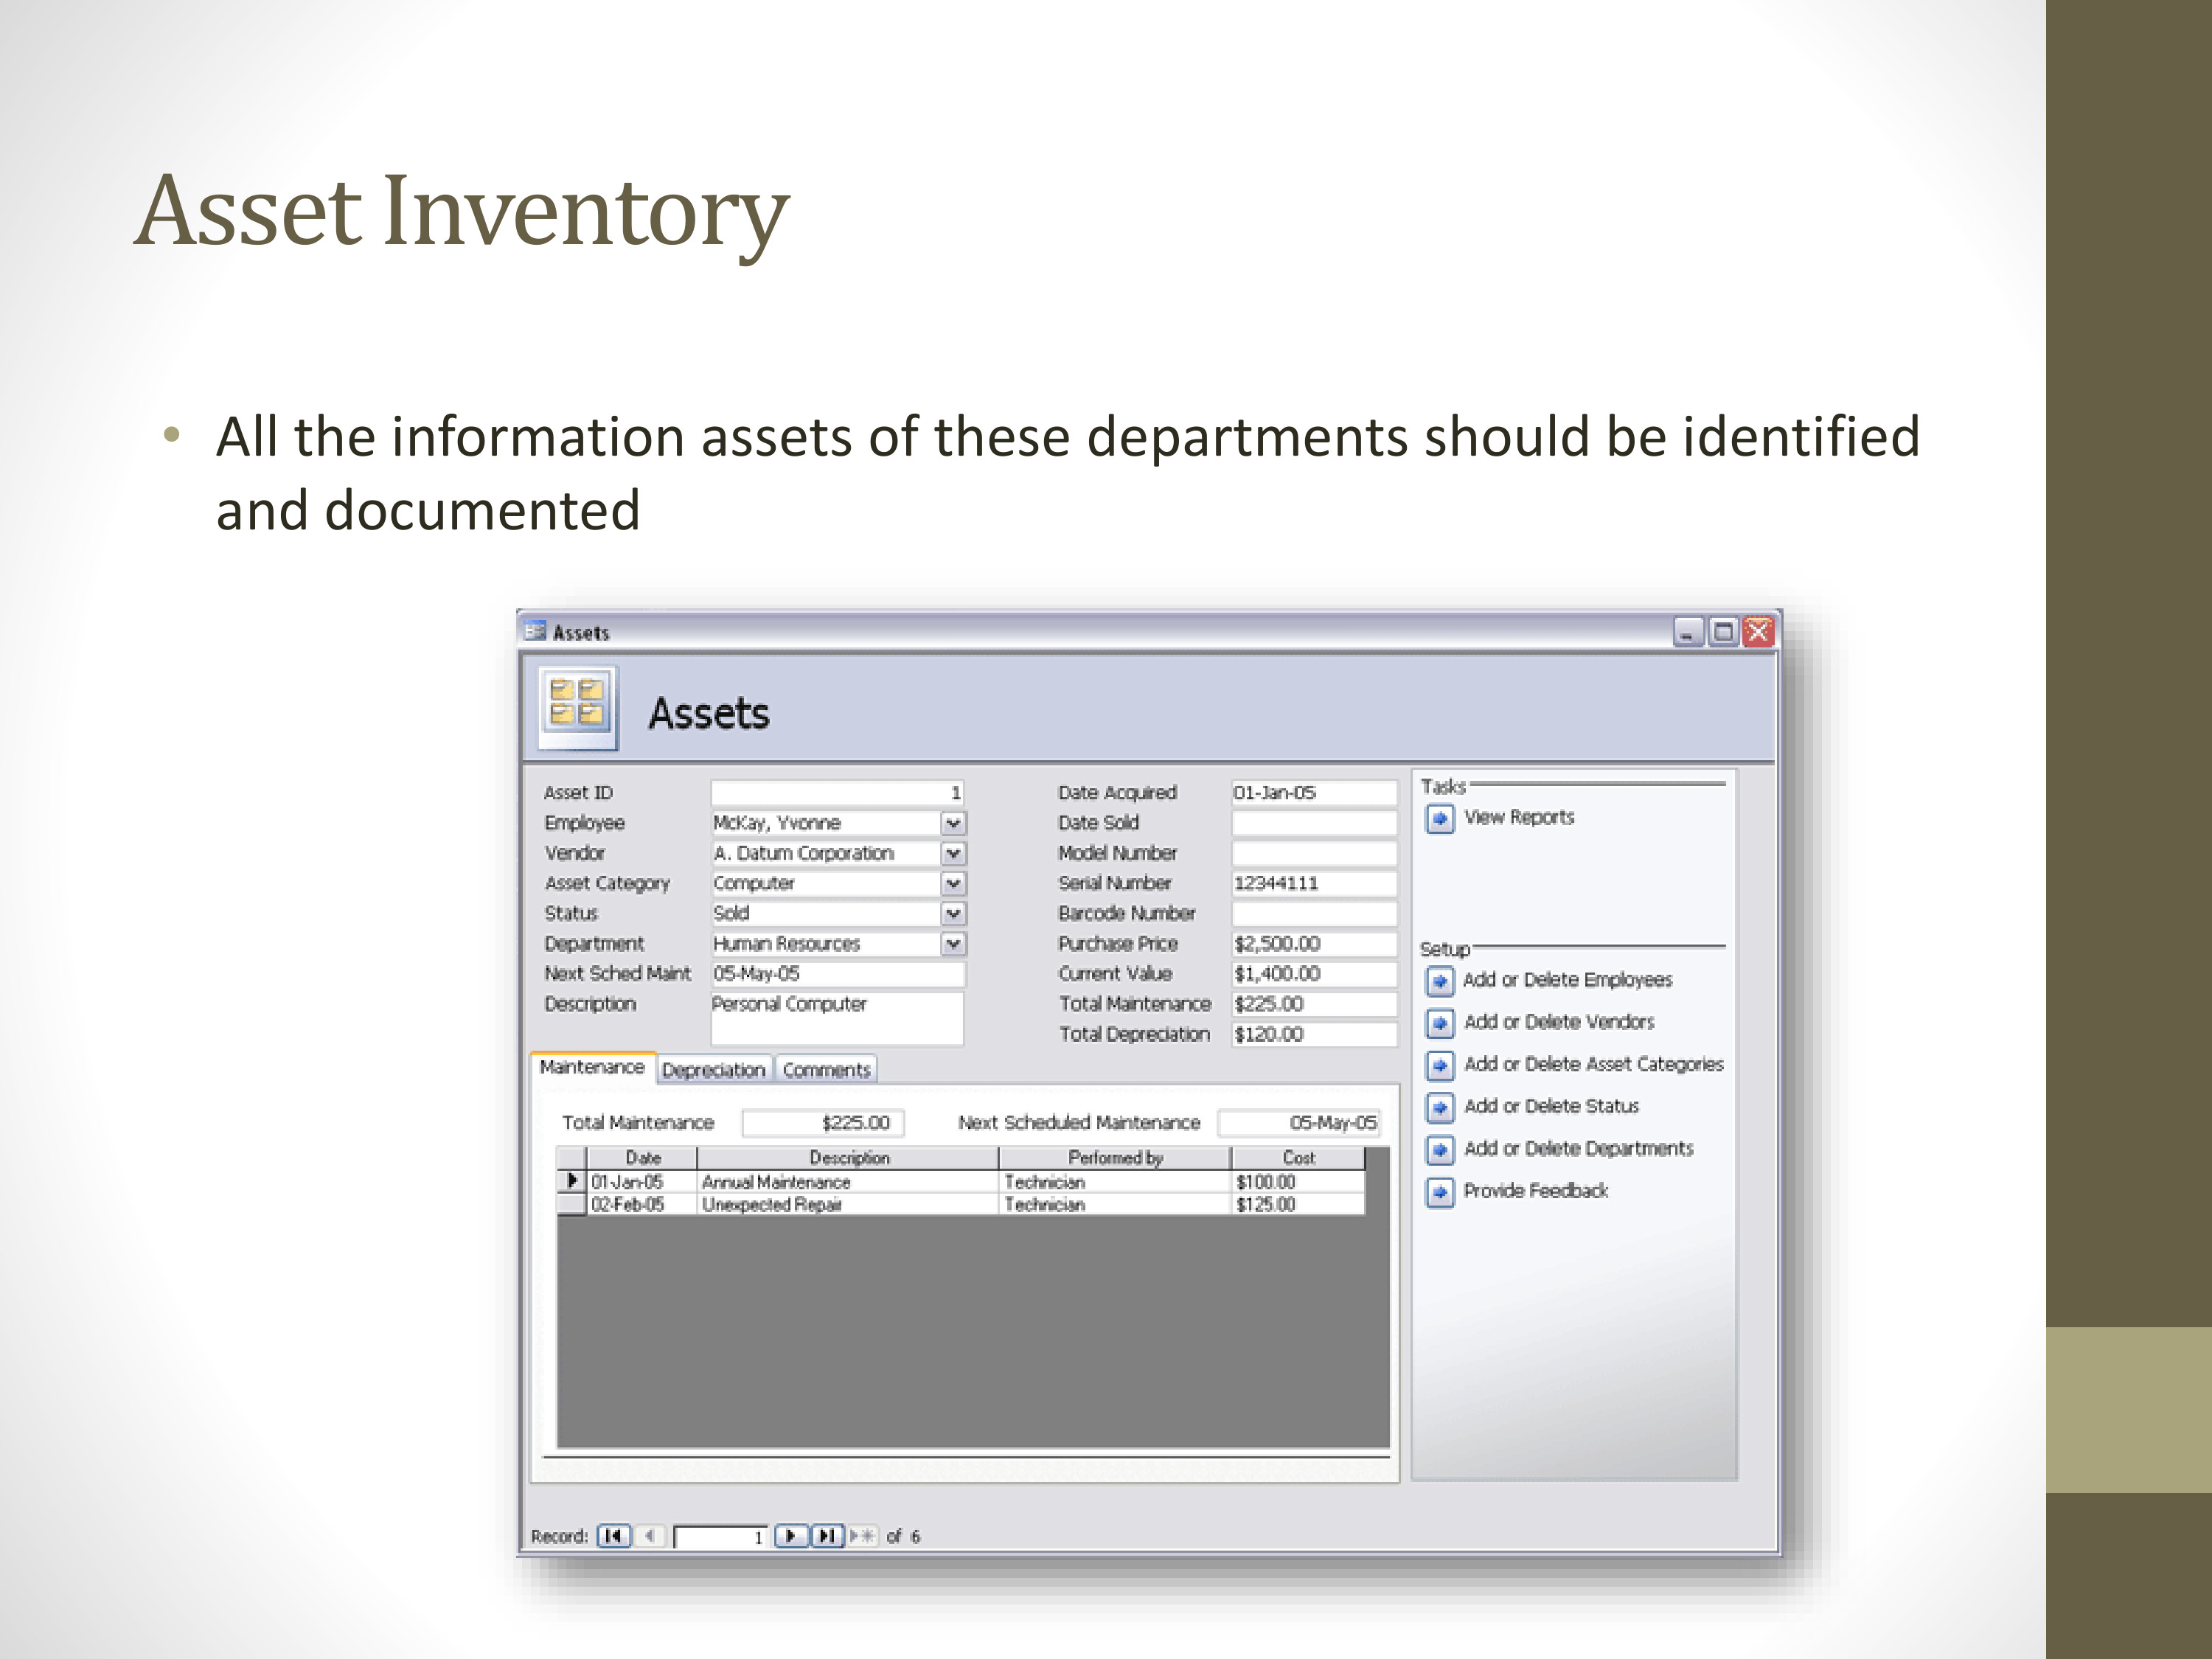 Asset Inventory
• All the information assets of these departments should be identified
and documented
Assets
Assets
Asset ID 1
Employee McKay, Yvonne
Vendor A. Datum Corporation
Asset Category Computer
Status Sold
Department Human Resources
Next Sched Maint 05-May-05
Description Personal Computer
Date Acquired 01-Jan-05
Date Sold
Model Number
Serial Number 12344111
Barcode Number
Purchase Price $2,500.00
Current Value $1,400.00
Total Maintenance $225.00
Total Depreciation $120.00
Tasks
View Reports
Setup
Add or Delete Employees
Add or Delete Vendors
Add or Delete Asset Categories
Add or Delete Status
Add or Delete Departments
Provide Feedback
Maintenance Depreciation Comments
Total Maintenance $225.00 Next Scheduled Maintenance 05-May-05
Date Description Performed by Cost
01-Jan-05 Annual Maintenance Technician $100.00
02-Feb-05 Unexpected Repair Technician $125.00
Record: 1 of 6